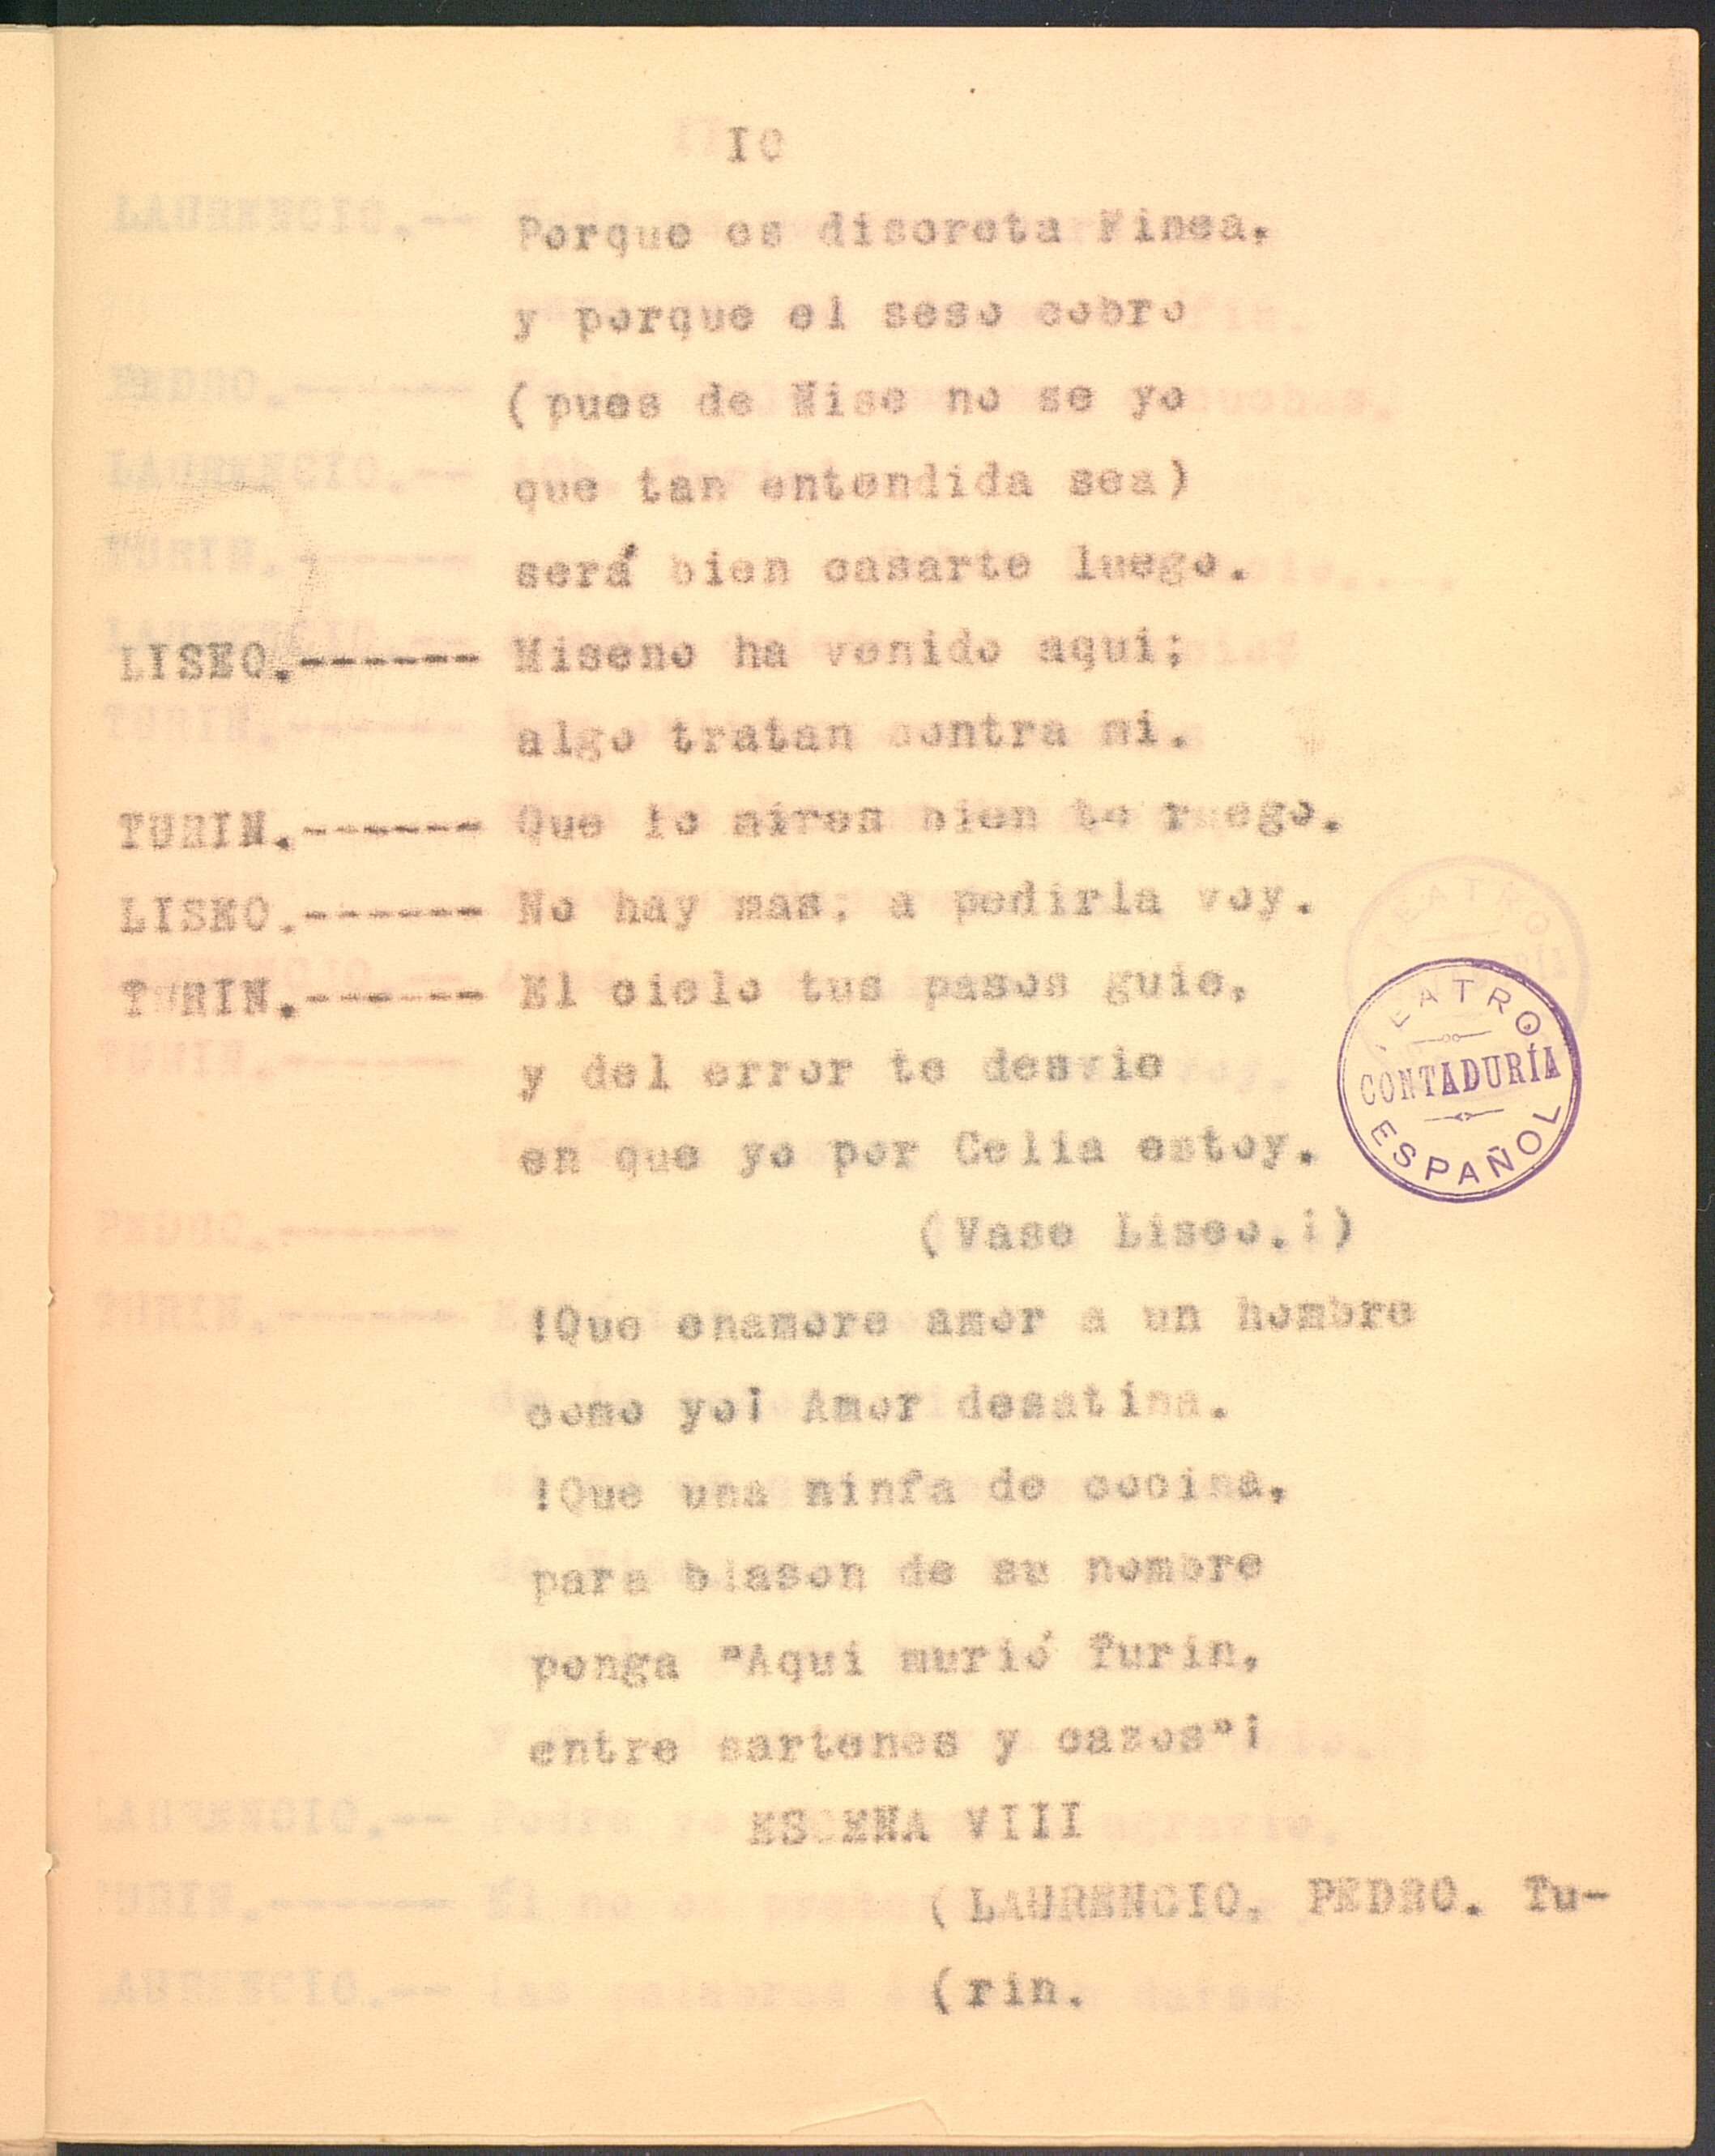 IO
Porque es discreta Finea,
y porque el seso cobro
(pues de Nise no se yo
que tan entendida sea)
será bien casarte luego.
LISEO.------ Miseno ha venido aqui;
algo tratan contra mi.
TURIN.------ Que lo mires bien te ruego.
LISEO.------ No hay mas; a pedirla voy.
TURIN.------ El cielo tus pasos guie,
y del error te desvie
en que yo por Celia estoy.
(Vase Liseo.¡)
!Que enamore amor a un hombre
como yo¡ Amor desatina.
!Que una ninfa de cocina,
para blason de su nombre
ponga "Aqui murió Turin,
entre sartenes y cazos"¡
ESCENA VIII
(LAURENCIO, PEDRO. Tu-
(rin.
TEATRO
CONTADURÍA
ESPAÑOL